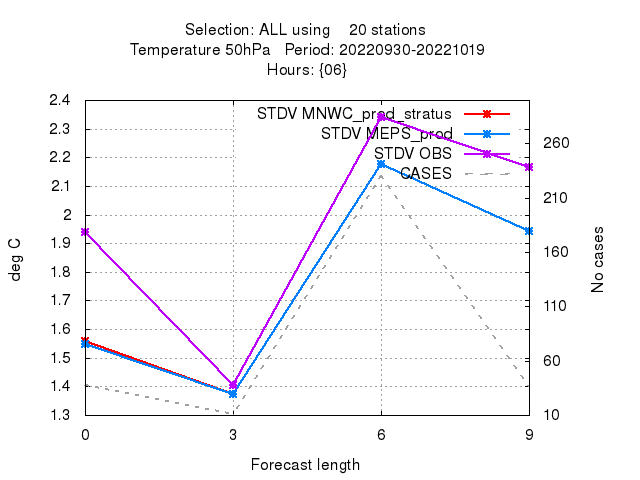 Selection: ALL using 20 stations
Temperature 50hPa Period: 20220930-20221019
Hours: {06}
STDV MNWC_prod_stratus
STDV MEPS_prod
STDV OBS
CASES
2.4
2.3
2.2
2.1
2
1.9
1.8
1.7
1.6
1.5
1.4
1.3
deg C
260
210
160
110
60
10
No cases
0 3 6 9
Forecast length